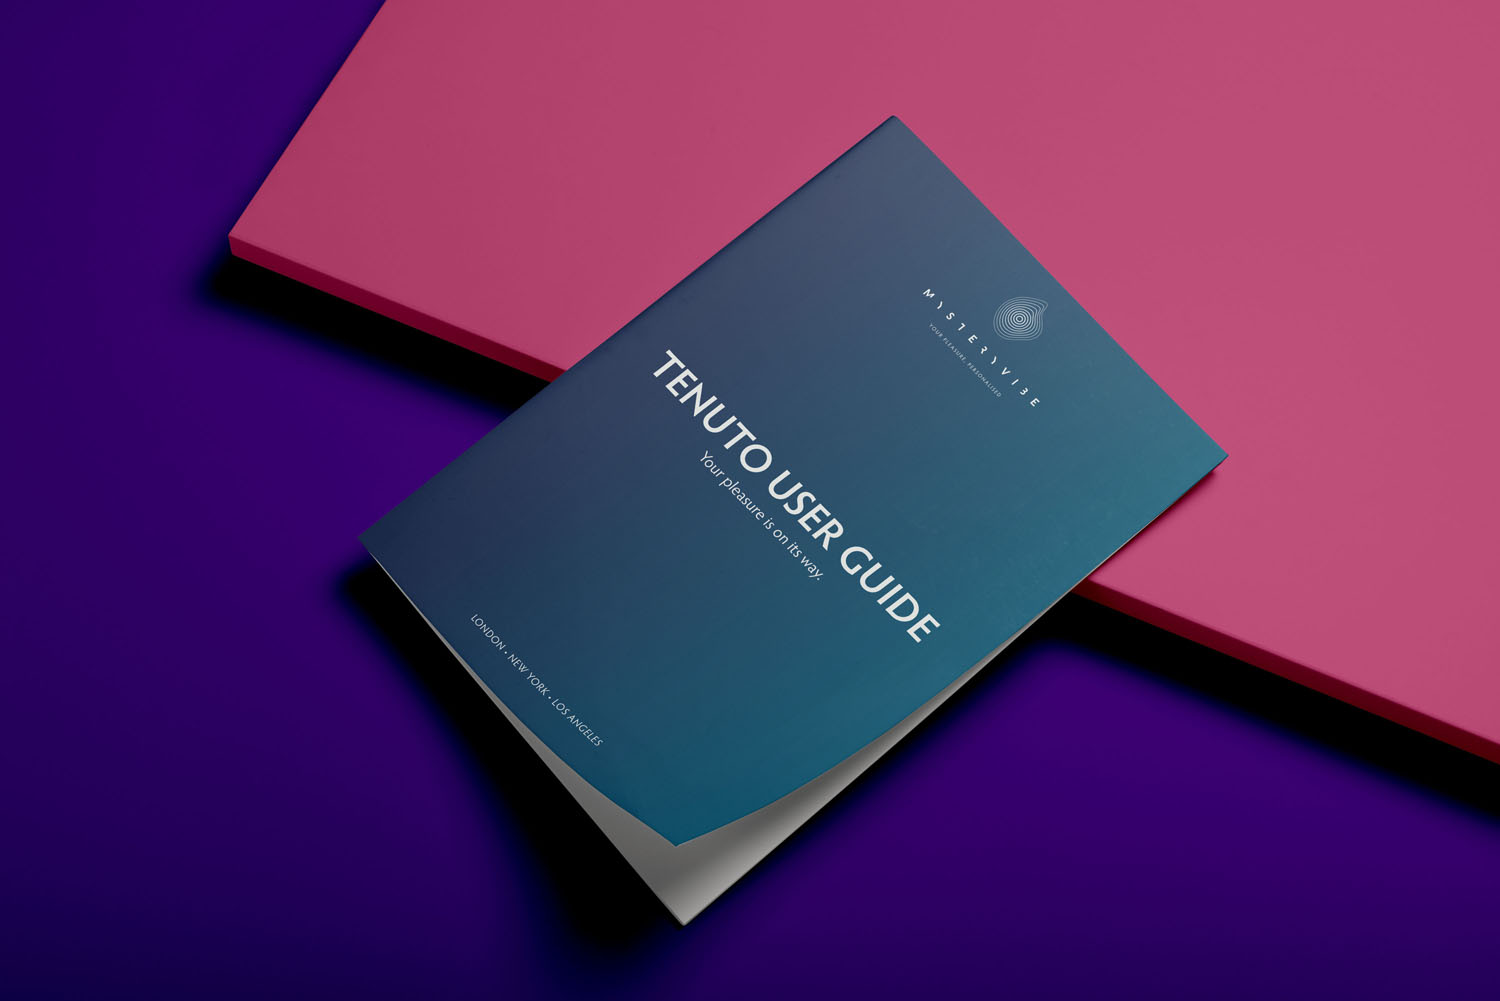 MYSTERYVIBE
YOUR PLEASURE. PERSONALISED
TENUTO USER GUIDE
Your pleasure is on its way.
LONDON • NEW YORK • LOS ANGELES